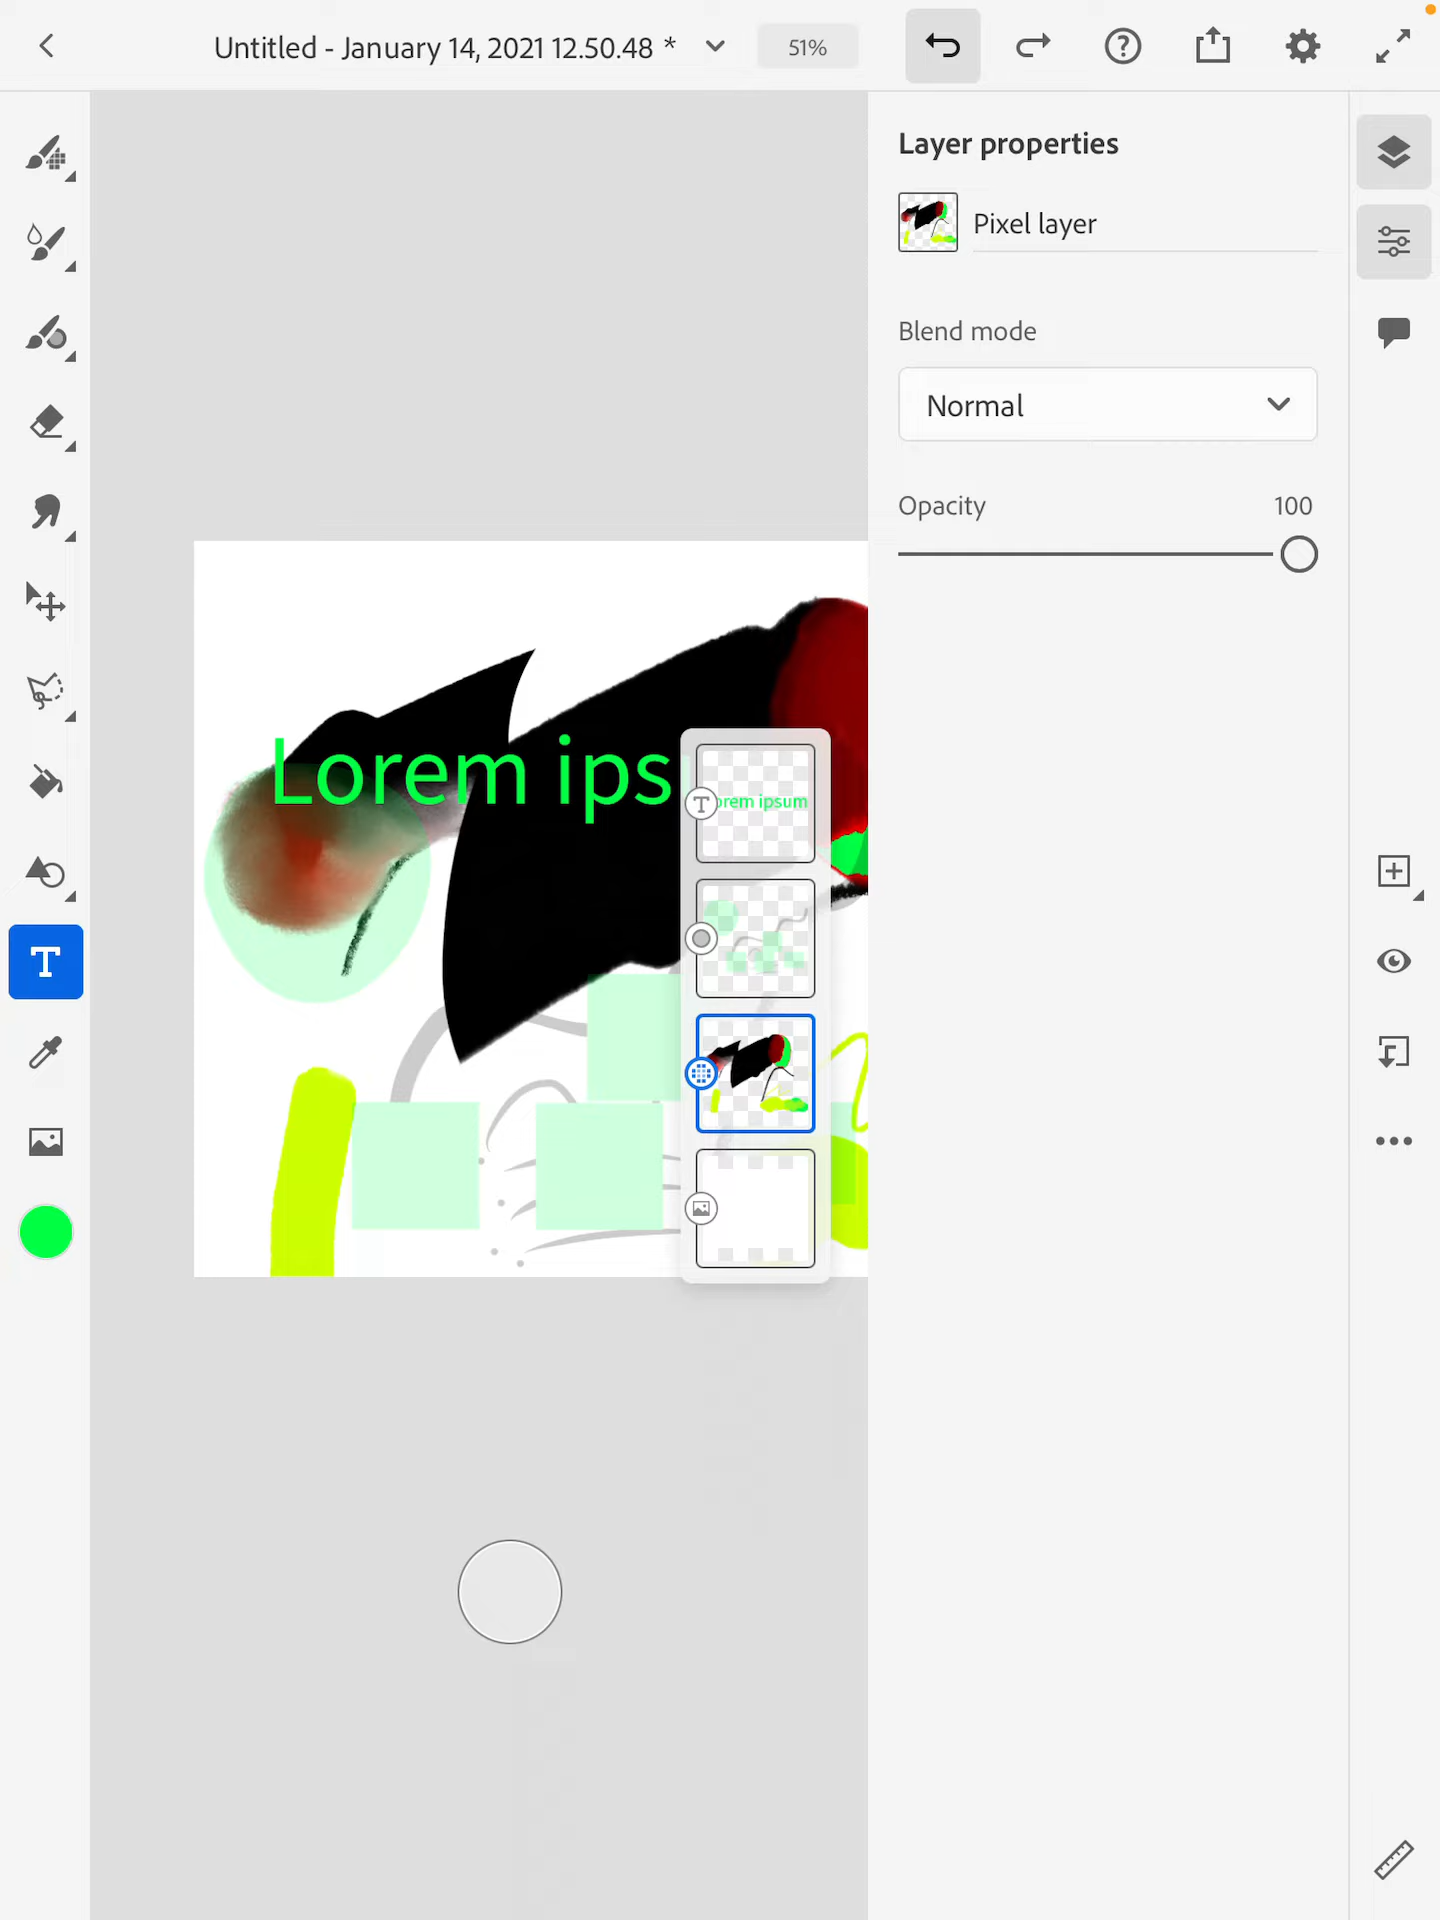 Untitled - January 14, 2021 12.50.48 *
51%
Layer properties
Pixel layer
Blend mode
Normal
Opacity 100
Lorem ips
orem ipsum
T
T